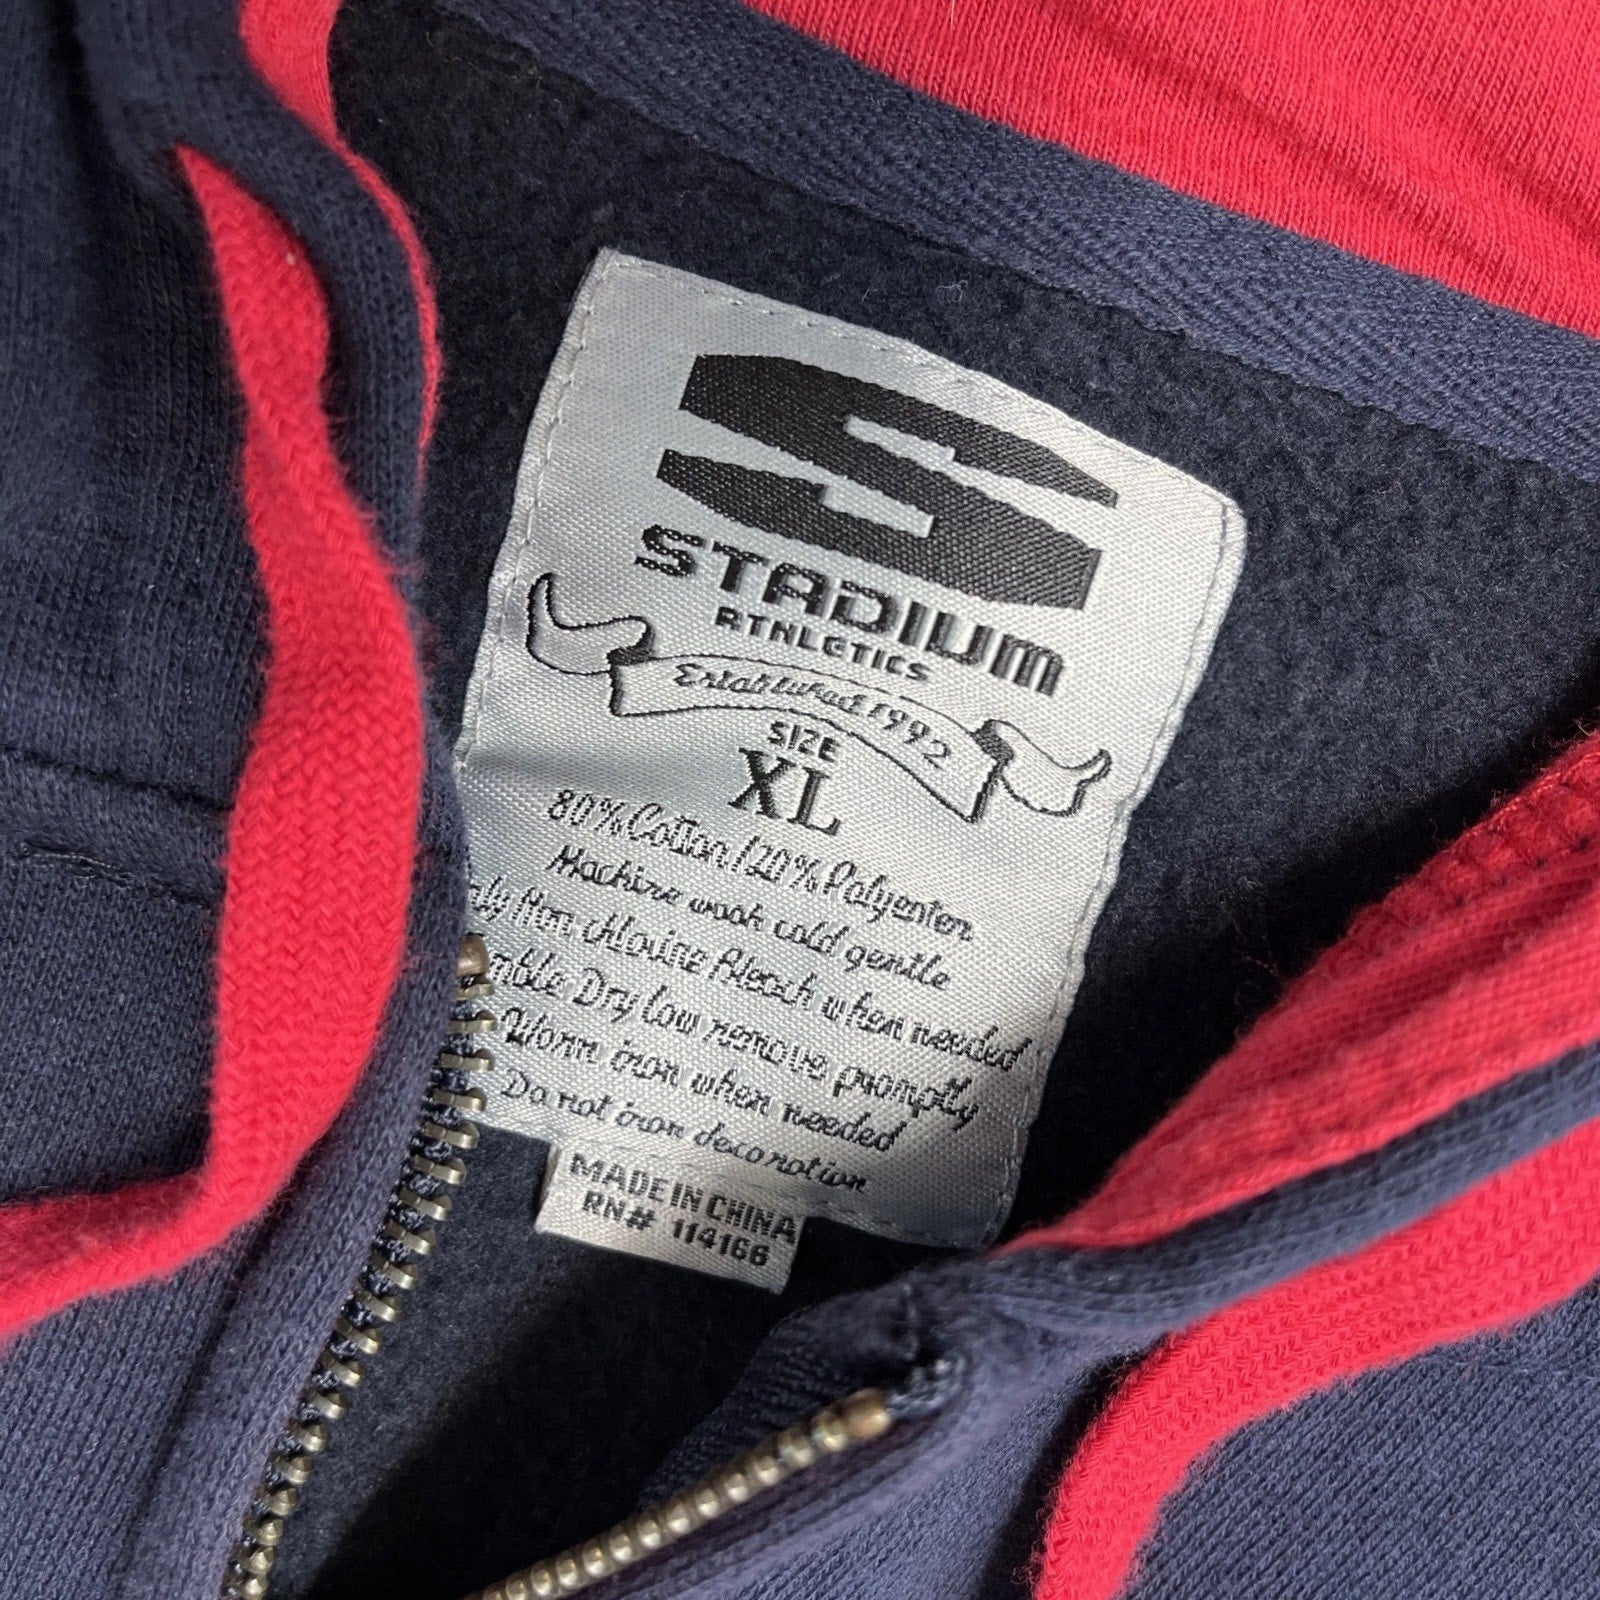 S
STADIUM
ATHLETICS
Established 1992
SIZE
XL
80% Cotton/20% Polyester
Machine wash cold gentle
Non chlorine Bleach when needed
Dry low remove promptly
Warm iron when needed
Do not iron decoration
MADE IN CHINA
RN# 114166